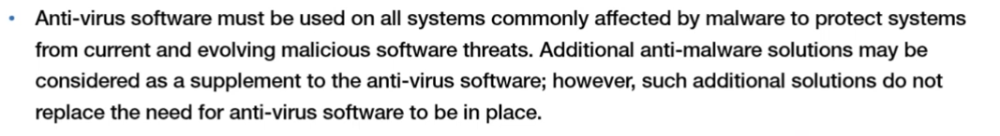 • Anti-virus software must be used on all systems commonly affected by malware to protect systems
from current and evolving malicious software threats. Additional anti-malware solutions may be
considered as a supplement to the anti-virus software; however, such additional solutions do not
replace the need for anti-virus software to be in place.